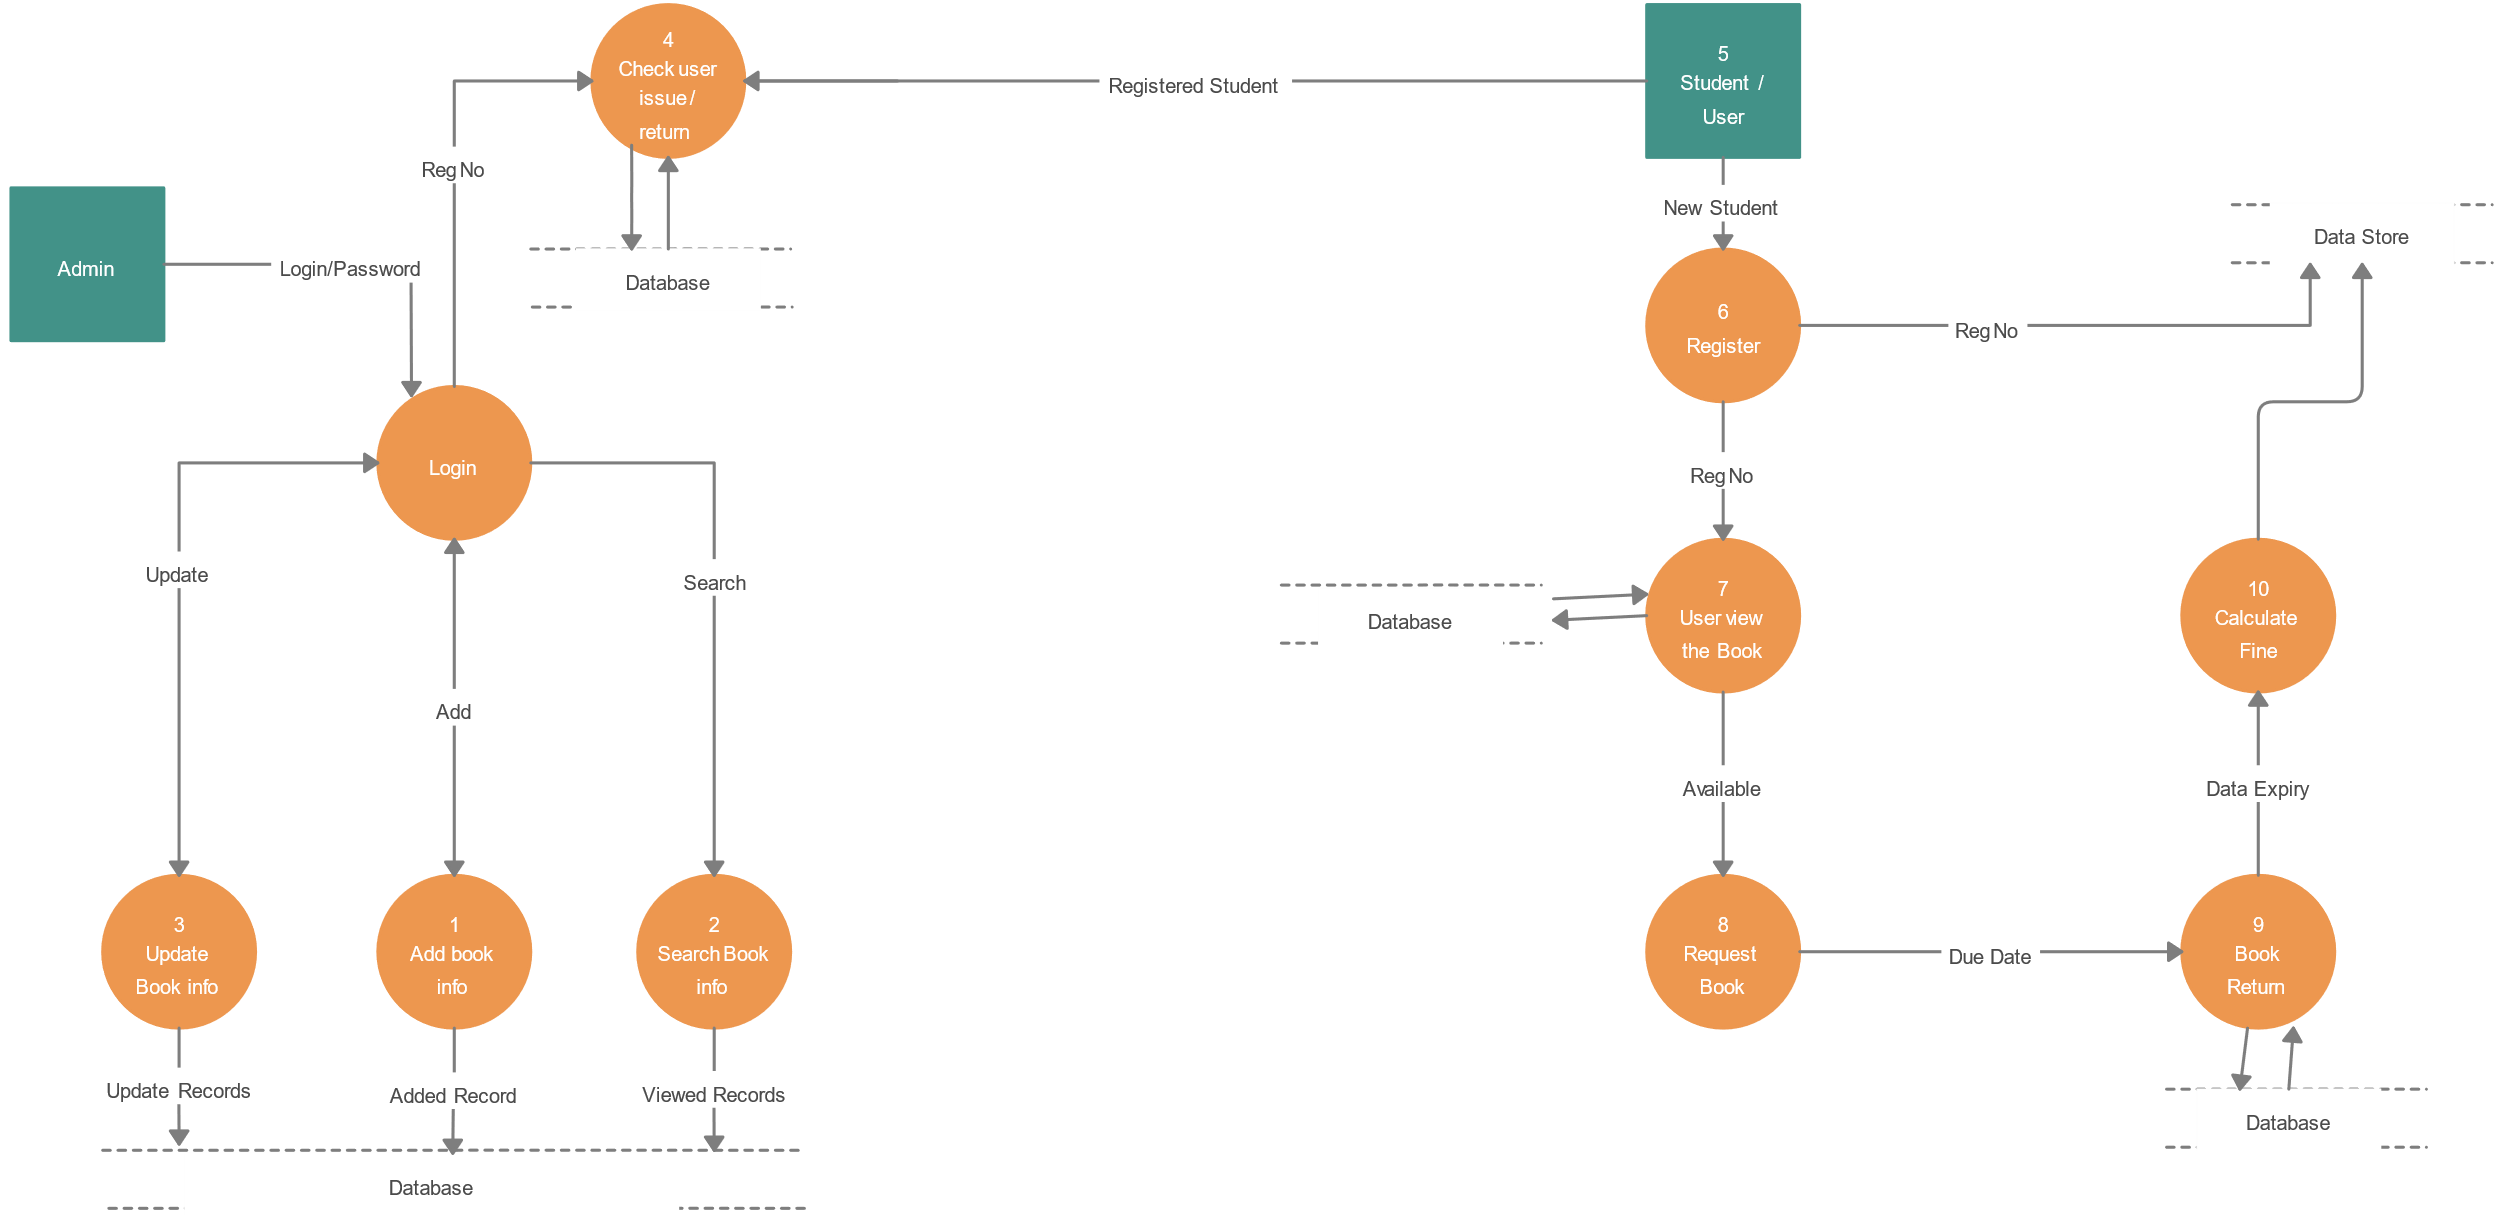 4
Check user
issue /
return
Registered Student
5
Student /
User
Reg No
New Student
Admin
Login/Password
Database
Data Store
6
Register
Reg No
Login
Reg No
Update
Search
Database
7
User view
the Book
10
Calculate
Fine
Add
Available
Data Expiry
3
Update
Book info
1
Add book
info
2
Search Book
info
8
Request
Book
Due Date
9
Book
Return
Update Records
Added Record
Viewed Records
Database
Database